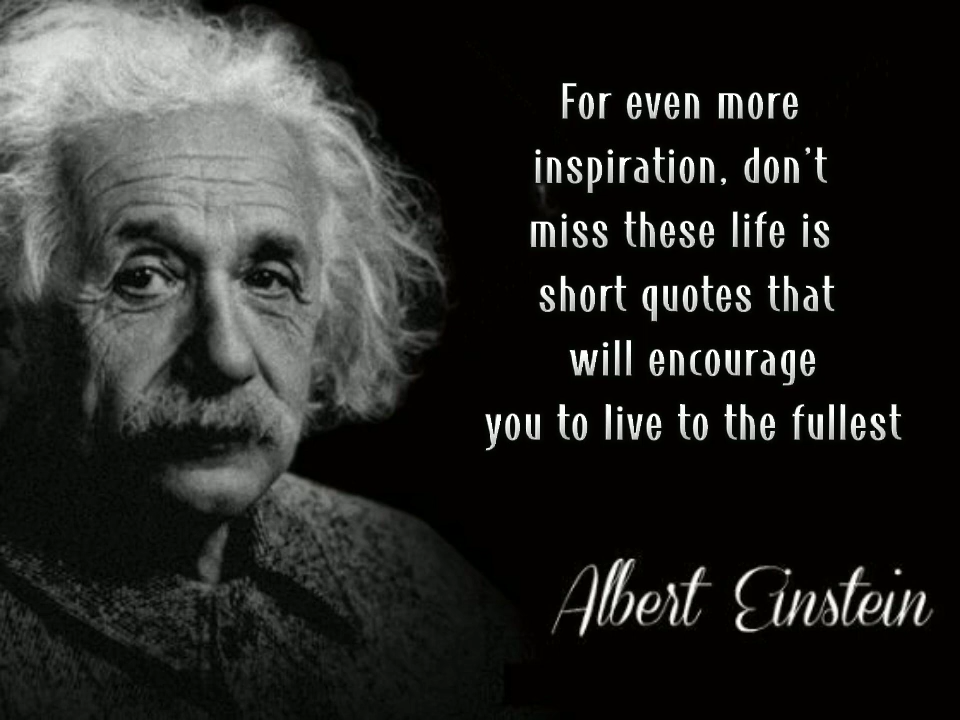 For even more
inspiration, don't
miss these life is
short quotes that
will encourage
you to live to the fullest
Albert Einstein